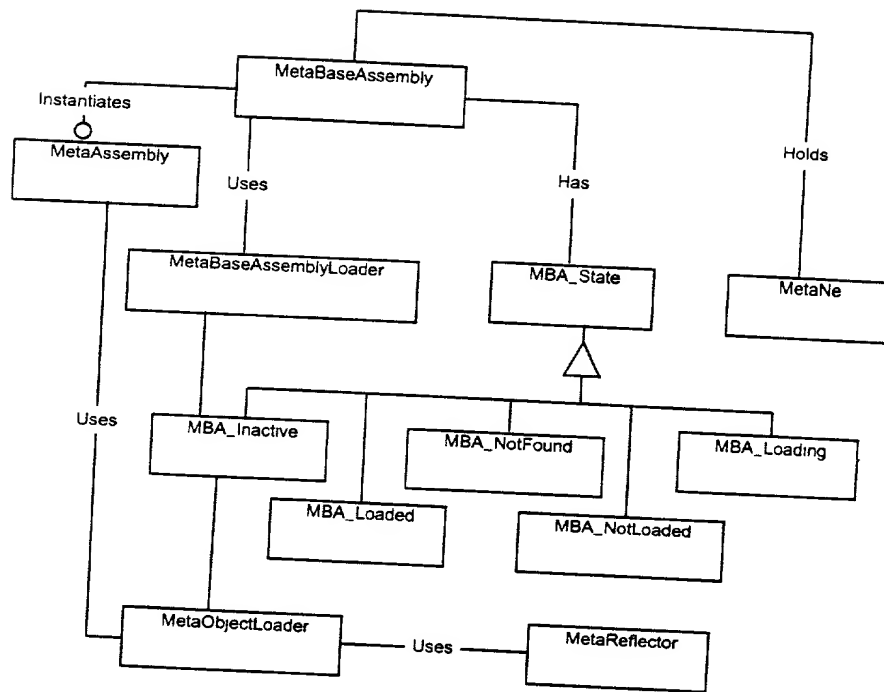 MetaBaseAssembly
Instantiates
MetaAssembly
Uses
Has
Holds
MetaBaseAssemblyLoader
MBA_State
MetaNe
Uses
MBA_Inactive
MBA_NotFound
MBA_Loading
MBA_Loaded
MBA_NotLoaded
MetaObjectLoader
Uses
MetaReflector